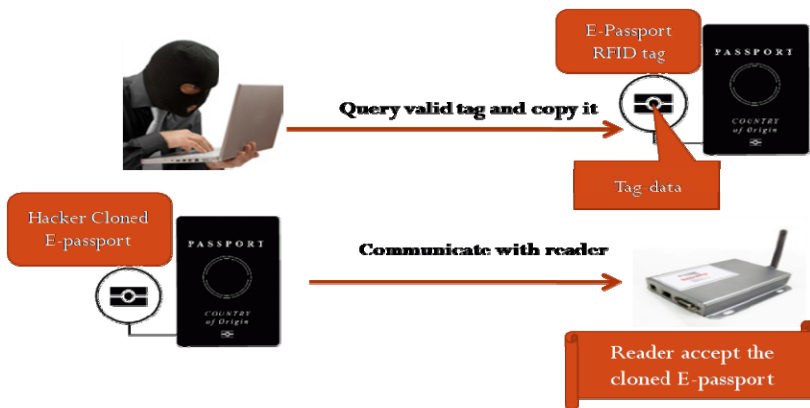 E-Passport
RFID tag
PASSPORT
COUNTRY
of Origin
Query valid tag and copy it
Tag-data
Hacker Cloned
E-passport
PASSPORT
COUNTRY
of Origin
Communicate with reader
Reader accept the
cloned E-passport